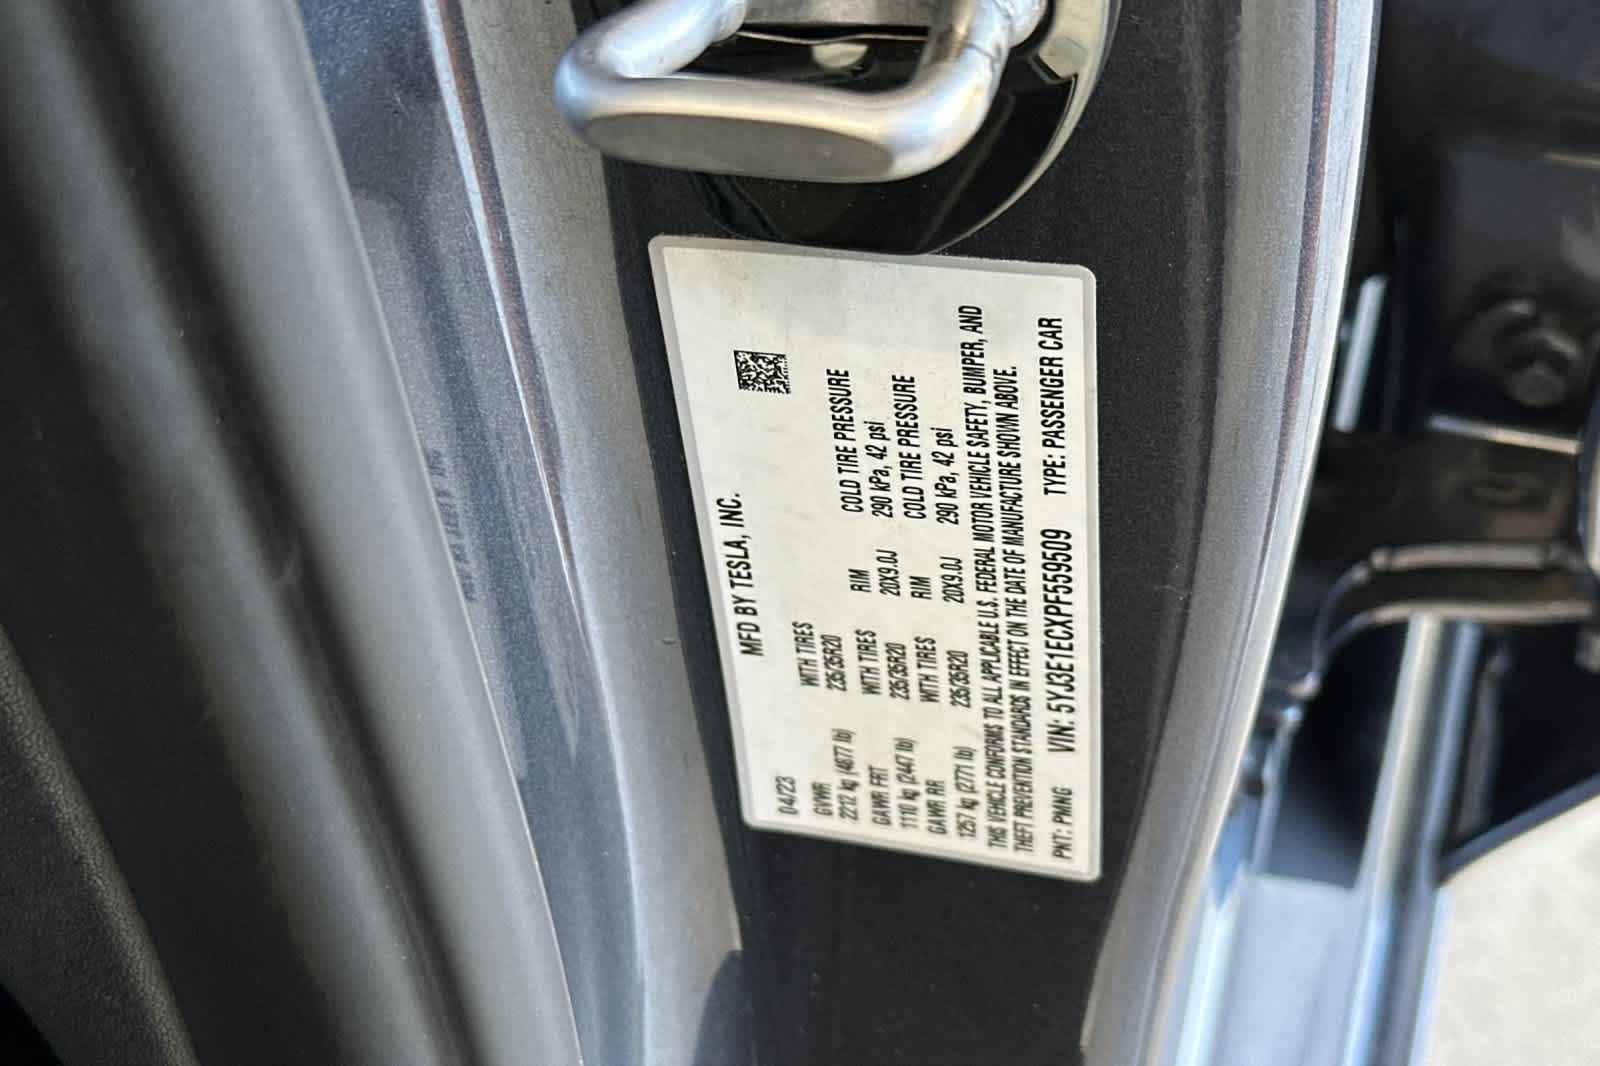 MFD BY TESLA, INC.
04/23
GVWR WITH TIRES RIM COLD TIRE PRESSURE
2212 kg (4877 lb) 235/35R20 20X9.0J 290 kPa, 42 psi
GAWR FRT WITH TIRES RIM COLD TIRE PRESSURE
1110 kg (2447 lb) 235/35R20 20X9.0J 290 kPa, 42 psi
GAWR RR WITH TIRES
1257 kg (2771 lb) 235/35R20
THIS VEHICLE CONFORMS TO ALL APPLICABLE U.S. FEDERAL MOTOR VEHICLE SAFETY, BUMPER, AND
THEFT PREVENTION STANDARDS IN EFFECT ON THE DATE OF MANUFACTURE SHOWN ABOVE.
PNT: PMNG VIN: 5YJ3E1ECXPF559509 TYPE: PASSENGER CAR